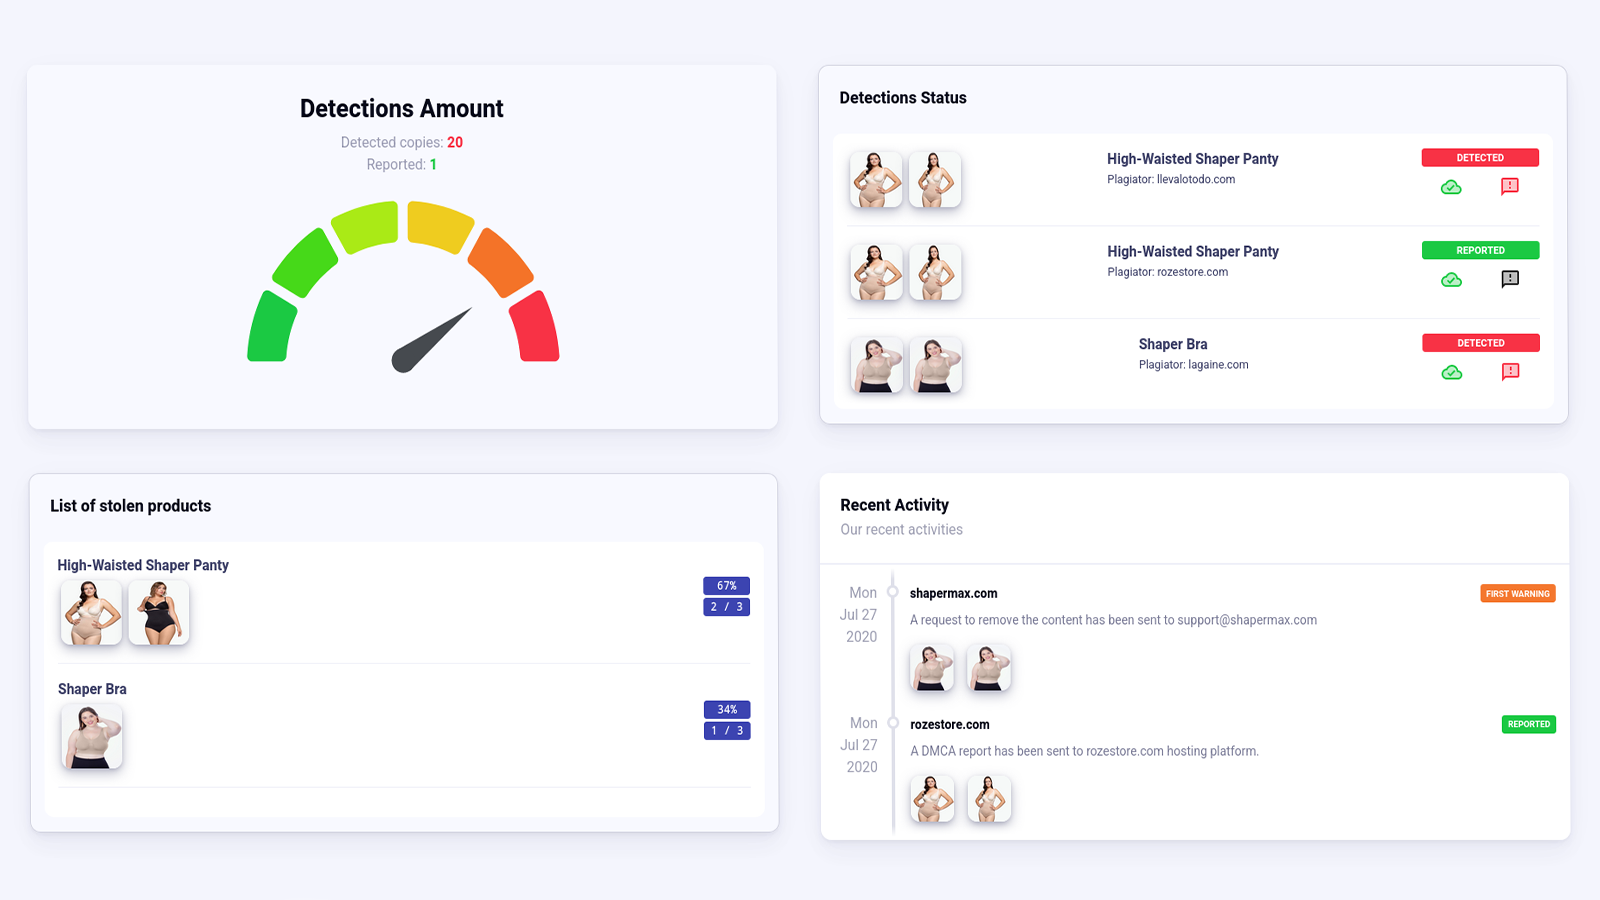 Detections Amount
Detected copies: 20
Reported: 1
Detections Status
High-Waisted Shaper Panty
Plagiator: llevalotodo.com
DETECTED
High-Waisted Shaper Panty
Plagiator: rozestore.com
REPORTED
Shaper Bra
Plagiator: lagaine.com
DETECTED
List of stolen products
High-Waisted Shaper Panty
67%
2 / 3
Shaper Bra
34%
1 / 3
Recent Activity
Our recent activities
Mon
Jul 27
2020
shapermax.com
FIRST WARNING
A request to remove the content has been sent to support@shapermax.com
Mon
Jul 27
2020
rozestore.com
REPORTED
A DMCA report has been sent to rozestore.com hosting platform.